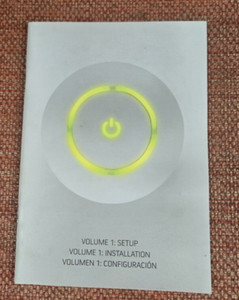 VOLUME 1: SETUP
VOLUME 1: INSTALLATION
VOLUMEN 1: CONFIGURACIÓN